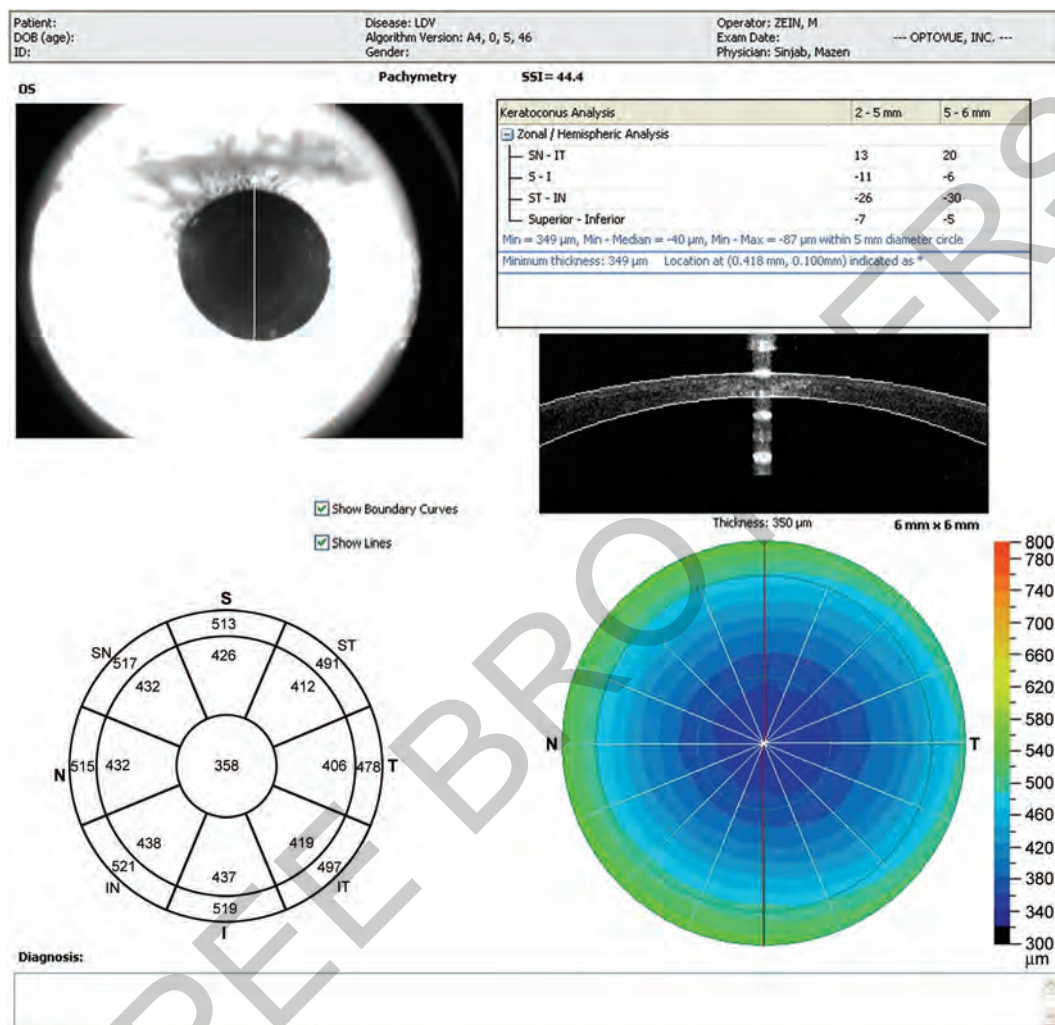 Patient: Disease: LDV Operator: ZEIN, M
DOB (age): Algorithm Version: A4, 0, 5, 46 Exam Date: --- OPTOVUE, INC. ---
ID: Gender: Physician: Sinjab, Mazen
Pachymetry SSI= 44.4
OS
Keratoconus Analysis 2 - 5 mm 5 - 6 mm
Zonal / Hemispheric Analysis
SN - IT 13 20
S - I -11 -6
ST - IN -26 -30
Superior - Inferior -7 -5
Min = 349 µm, Min - Median = -40 µm, Min - Max = -87 µm within 5 mm diameter circle
Minimum thickness: 349 µm Location at (0.418 mm, 0.100mm) indicated as *
Show Boundary Curves
Show Lines
Thickness: 350 µm 6 mm x 6 mm
S
SN ST
513
517 491
426
432 412
N 515 432 358 406 478 T
438 419
437
521 497
IN IT
519
I
N T
800
780
740
700
660
620
580
540
500
460
420
380
340
300
µm
Diagnosis: